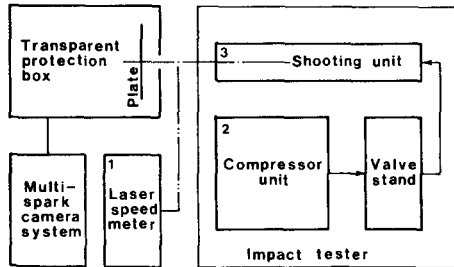 Transparent
protection
box
Plate
3
Shooting unit
2
Compressor
unit
Valve
stand
Multi-
spark
camera
system
1
Laser
speed
meter
Impact tester